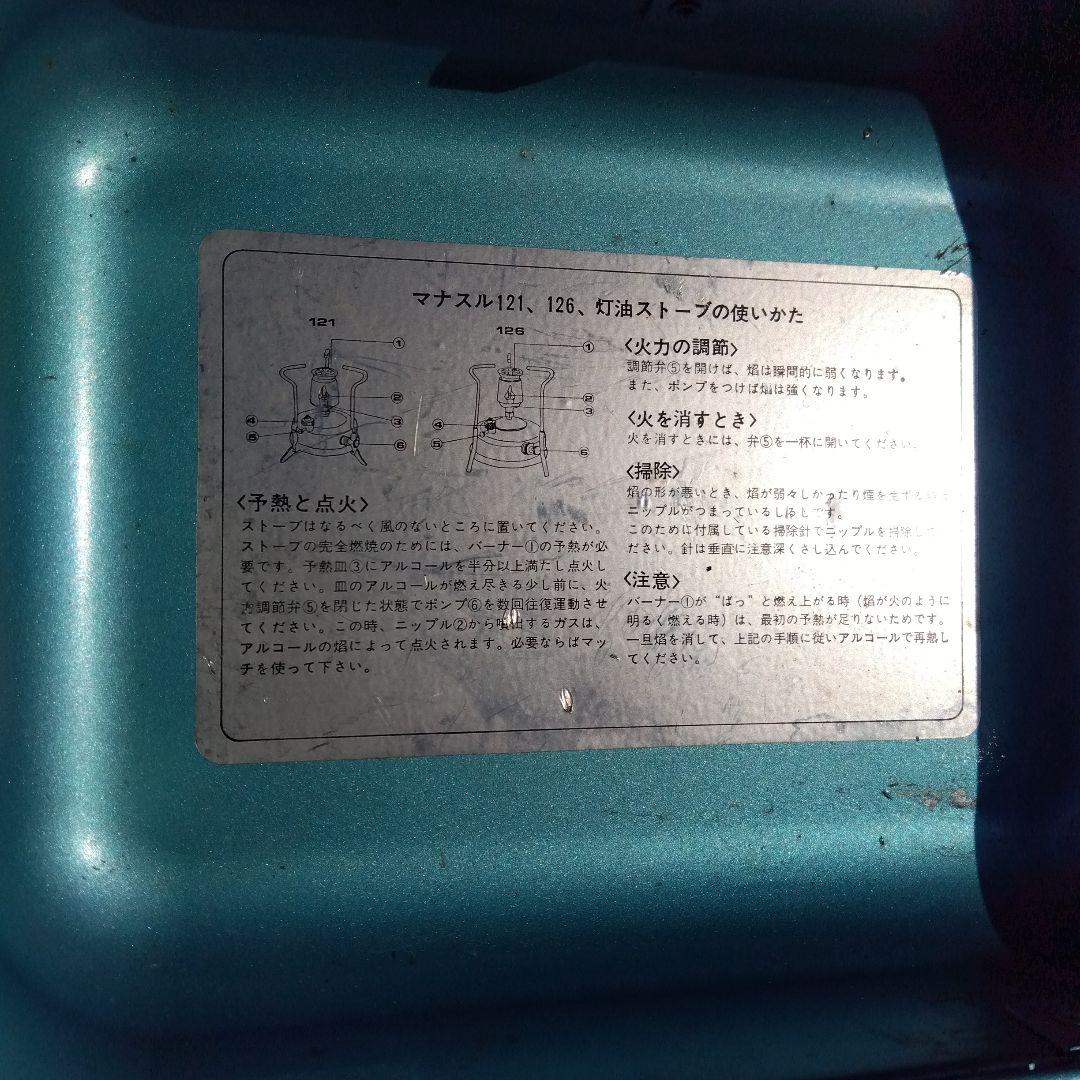 マナスル121、126、灯油ストーブの使いかた
121
①
②
③
④
⑤
⑥
126
①
②
③
④
⑤
⑥
〈予熱と点火〉
ストーブはなるべく風のないところに置いてください。
ストーブの完全燃焼のためには、バーナー①の予熱が必
要です。予熱皿③にアルコールを半分以上満たし点火し
てください。皿のアルコールが燃え尽きる少し前に、火
力調節弁⑤を閉じた状態でポンプ⑥を数回往復運動させ
てください。この時、ニップル②から噴出するガスは、
アルコールの焰によって点火されます。必要ならばマッ
チを使って下さい。
〈火力の調節〉
調節弁⑤を開けば、焰は瞬間的に弱くなります。
また、ポンプをつけば焰は強くなります。
〈火を消すとき〉
火を消すときには、弁⑤を一杯に開いてください。
〈掃除〉
焰の形が悪いとき、焰が弱々しかったり煙を生ずる
ニップルがつまっているしるしです。
このために付属している掃除針でニップルを掃除して
ださい。針は垂直に注意深くさし込んでください。
〈注意〉
バーナー①が“ぱっ”と燃え上がる時（焰が火のように
明るく燃える時）は、最初の予熱が足りないためです。
一旦焰を消して、上記の手順に従いアルコールで再熱し
てください。